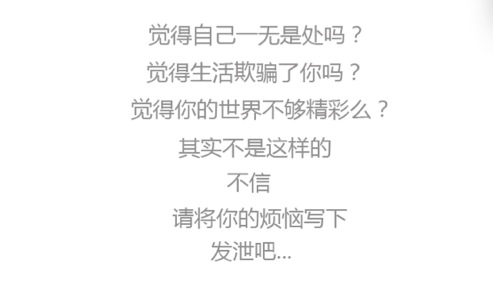 觉得自己一无是处吗？
觉得生活欺骗了你吗？
觉得你的世界不够精彩么？
其实不是这样的
不信
请将你的烦恼写下
发泄吧...